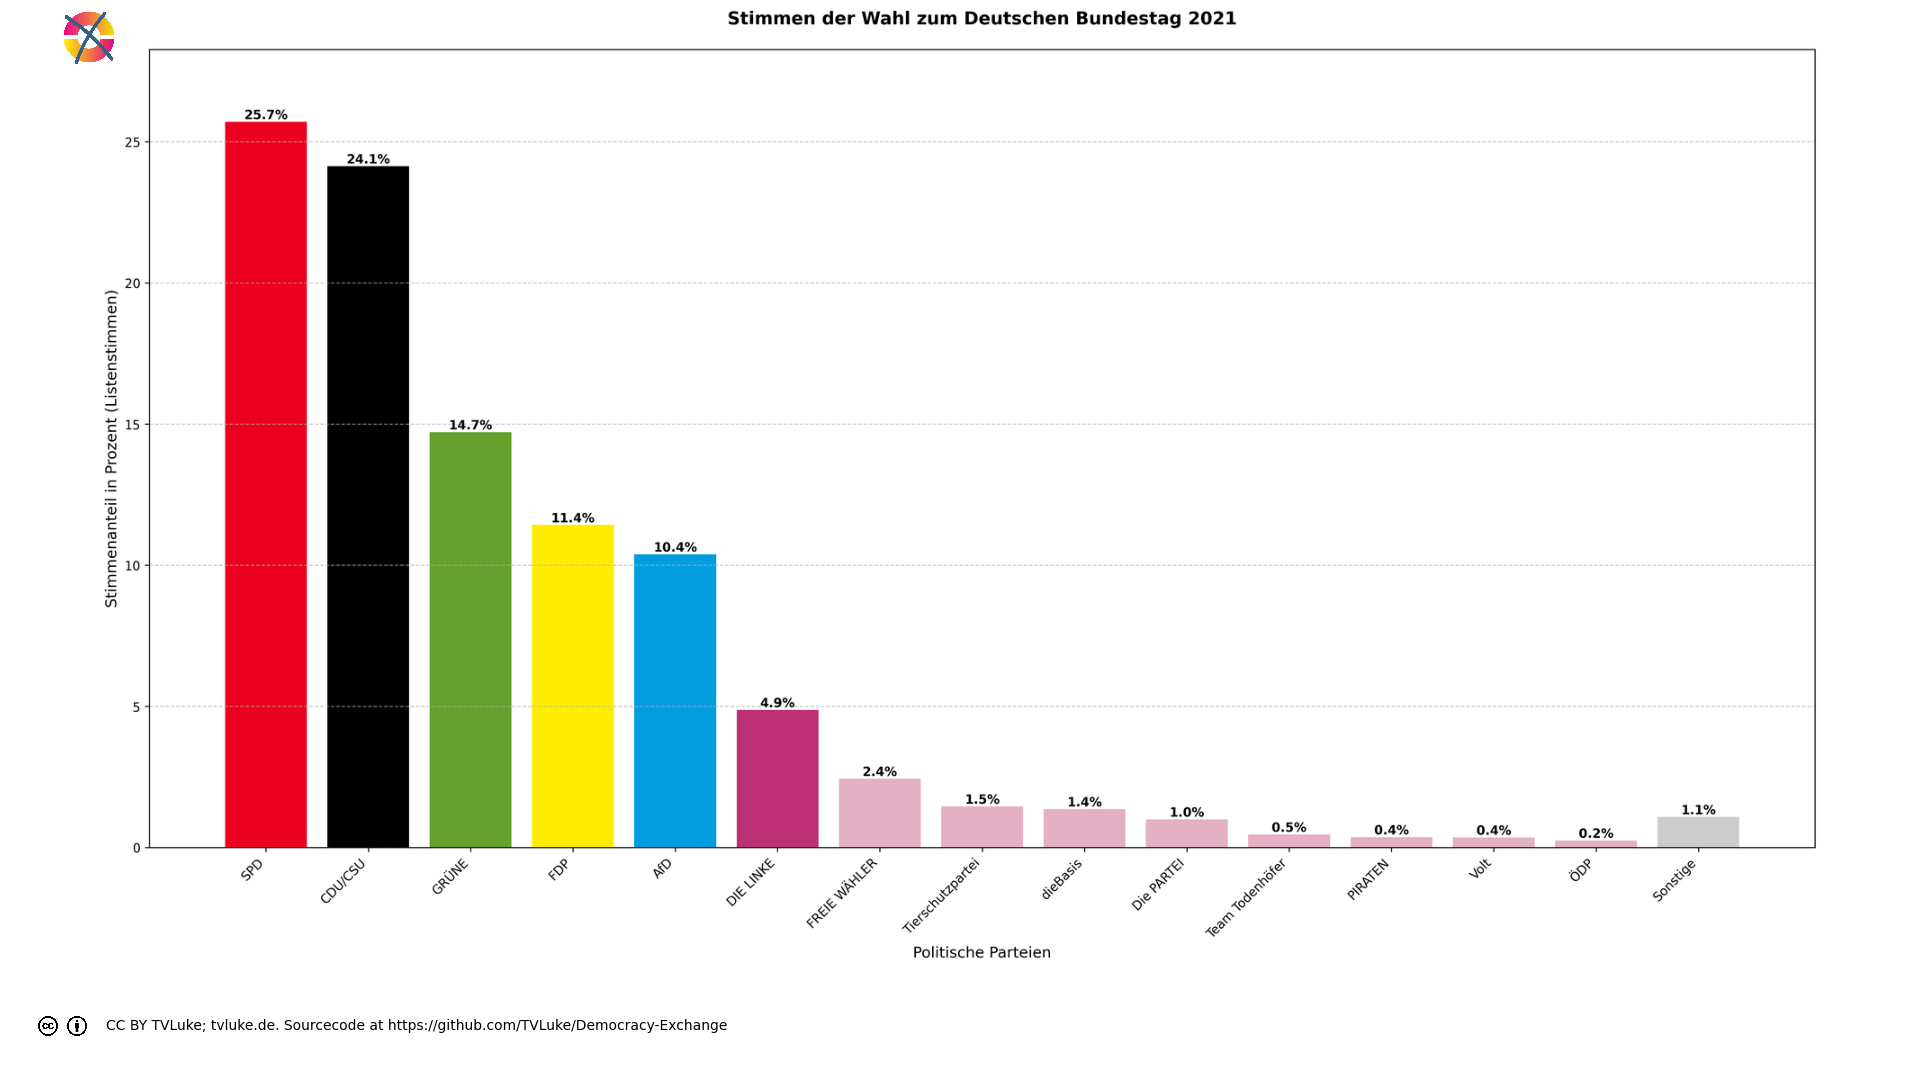 Stimmen der Wahl zum Deutschen Bundestag 2021
Stimmenanteil in Prozent (Listenstimmen)
25
20
15
10
5
0
25.7%
24.1%
14.7%
11.4%
10.4%
4.9%
2.4%
1.5%
1.4%
1.0%
0.5%
0.4%
0.4%
0.2%
1.1%
SPD
CDU/CSU
GRÜNE
FDP
AfD
DIE LINKE
FREIE WÄHLER
Tierschutzpartei
dieBasis
Die PARTEI
Team Todenhöfer
PIRATEN
Volt
ÖDP
Sonstige
Politische Parteien
cc
CC BY TVLuke; tvluke.de. Sourcecode at https://github.com/TVLuke/Democracy-Exchange